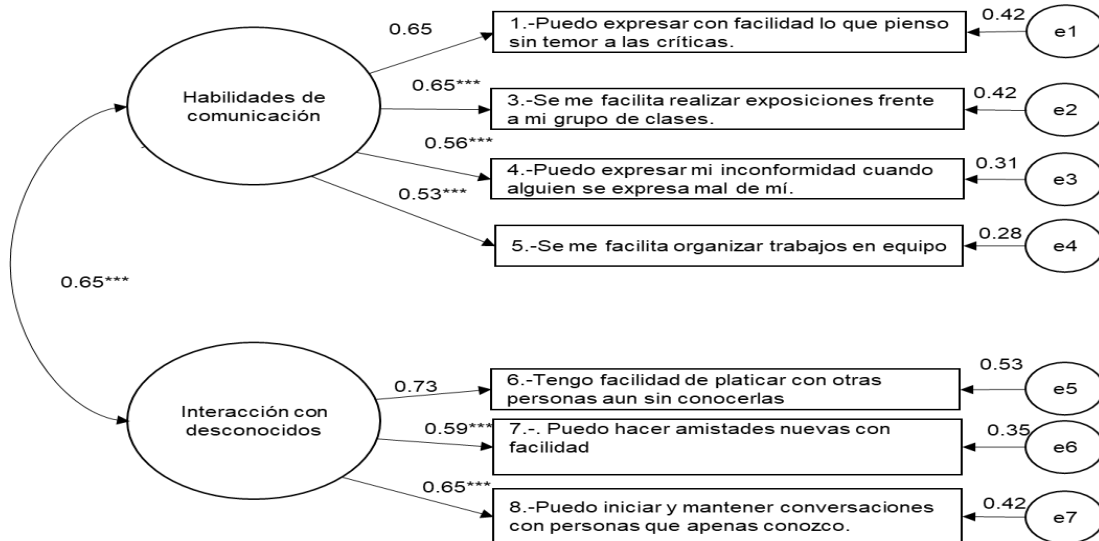 0.65
1.-Puedo expresar con facilidad lo que pienso
sin temor a las críticas.
0.42
e1
Habilidades de
comunicación
0.65***
3.-Se me facilita realizar exposiciones frente
a mi grupo de clases.
0.42
e2
0.56***
4.-Puedo expresar mi inconformidad cuando
alguien se expresa mal de mí.
0.31
e3
0.53***
5.-Se me facilita organizar trabajos en equipo
0.28
e4
0.65***
Interacción con
desconocidos
0.73
6.-Tengo facilidad de platicar con otras
personas aun sin conocerlas
0.53
e5
0.59***
7.-. Puedo hacer amistades nuevas con
facilidad
0.35
e6
0.65***
8.-Puedo iniciar y mantener conversaciones
con personas que apenas conozco.
0.42
e7